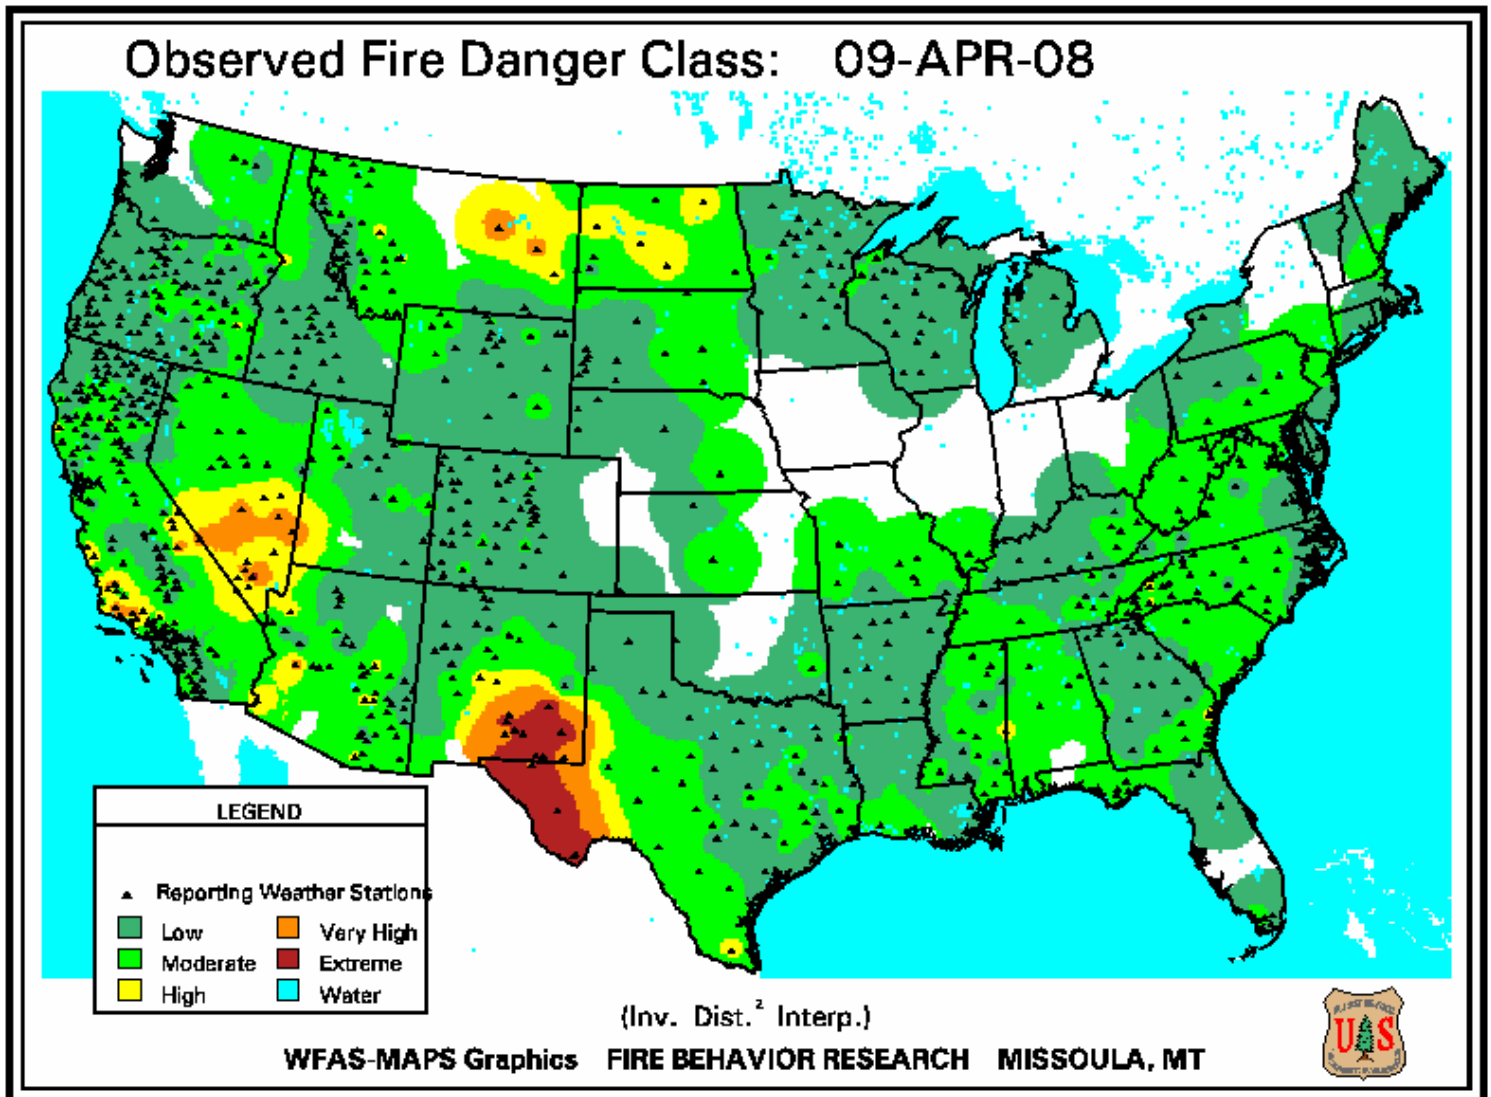 Observed Fire Danger Class: 09-APR-08
LEGEND
Reporting Weather Stations
Low
Very High
Moderate
Extreme
High
Water
(Inv. Dist.² Interp.)
WFAS-MAPS Graphics FIRE BEHAVIOR RESEARCH MISSOULA, MT
U S